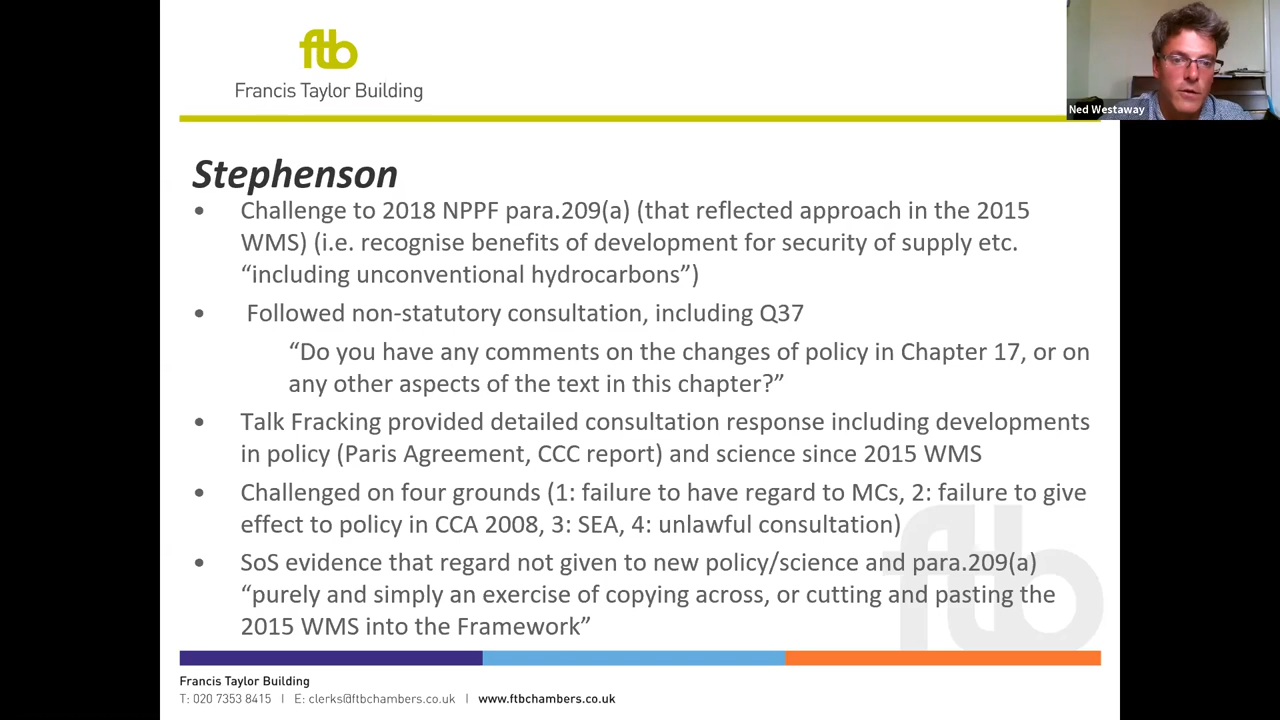 ftb
Francis Taylor Building
Ned Westaway
Stephenson
• Challenge to 2018 NPPF para.209(a) (that reflected approach in the 2015
WMS) (i.e. recognise benefits of development for security of supply etc.
“including unconventional hydrocarbons”)
• Followed non-statutory consultation, including Q37
“Do you have any comments on the changes of policy in Chapter 17, or on
any other aspects of the text in this chapter?”
• Talk Fracking provided detailed consultation response including developments
in policy (Paris Agreement, CCC report) and science since 2015 WMS
• Challenged on four grounds (1: failure to have regard to MCs, 2: failure to give
effect to policy in CCA 2008, 3: SEA, 4: unlawful consultation)
• SoS evidence that regard not given to new policy/science and para.209(a)
“purely and simply an exercise of copying across, or cutting and pasting the
2015 WMS into the Framework”
ftb
Francis Taylor Building
T: 020 7353 8415 | E: clerks@ftbchambers.co.uk | www.ftbchambers.co.uk